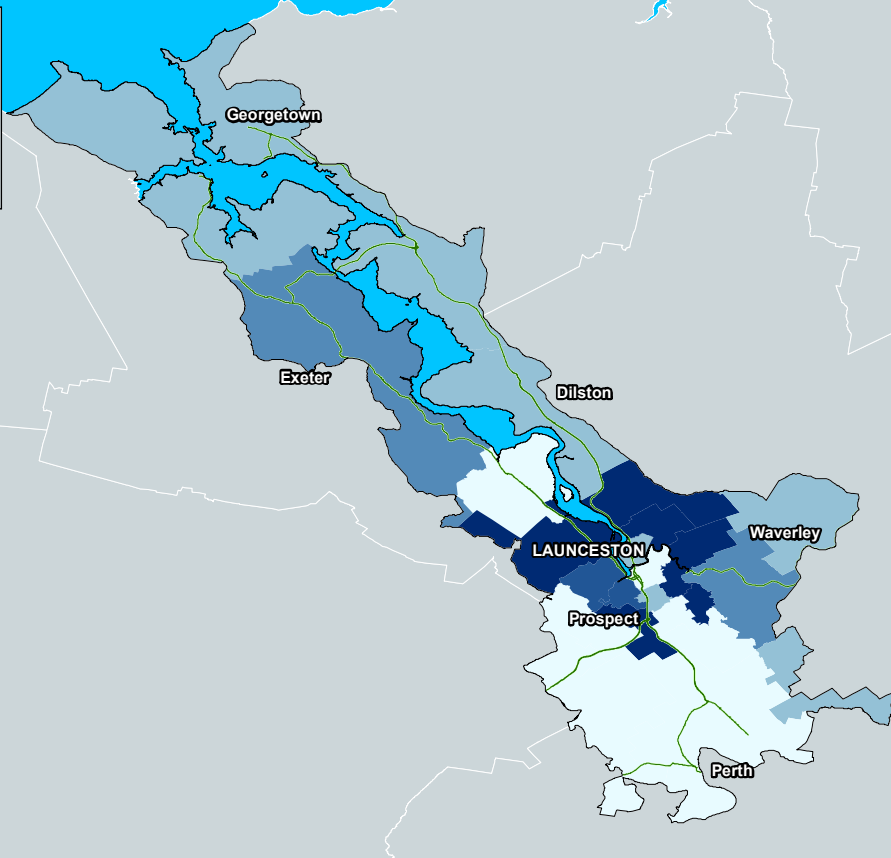 Georgetown
Exeter
Dilston
Waverley
LAUNCESTON
Prospect
Perth